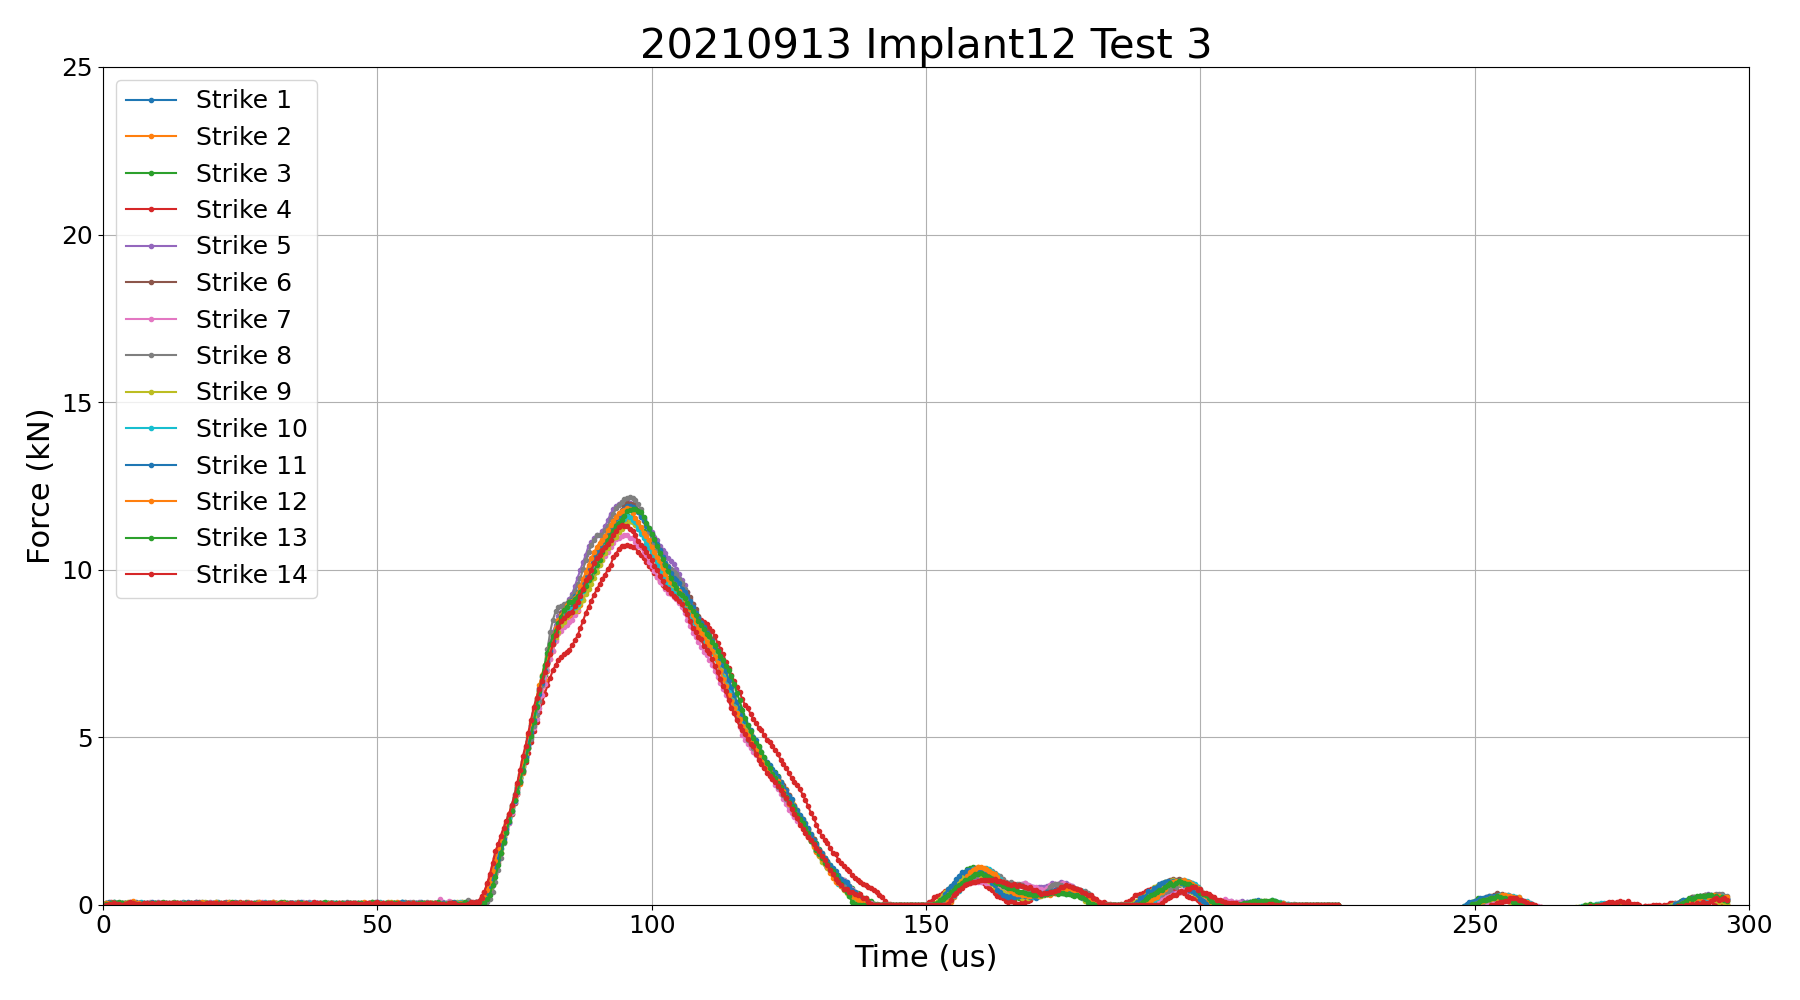 20210913 Implant12 Test 3
25
20
15
10
5
0
Force (kN)
Strike 1
Strike 2
Strike 3
Strike 4
Strike 5
Strike 6
Strike 7
Strike 8
Strike 9
Strike 10
Strike 11
Strike 12
Strike 13
Strike 14
0 50 100 150 200 250 300
Time (us)